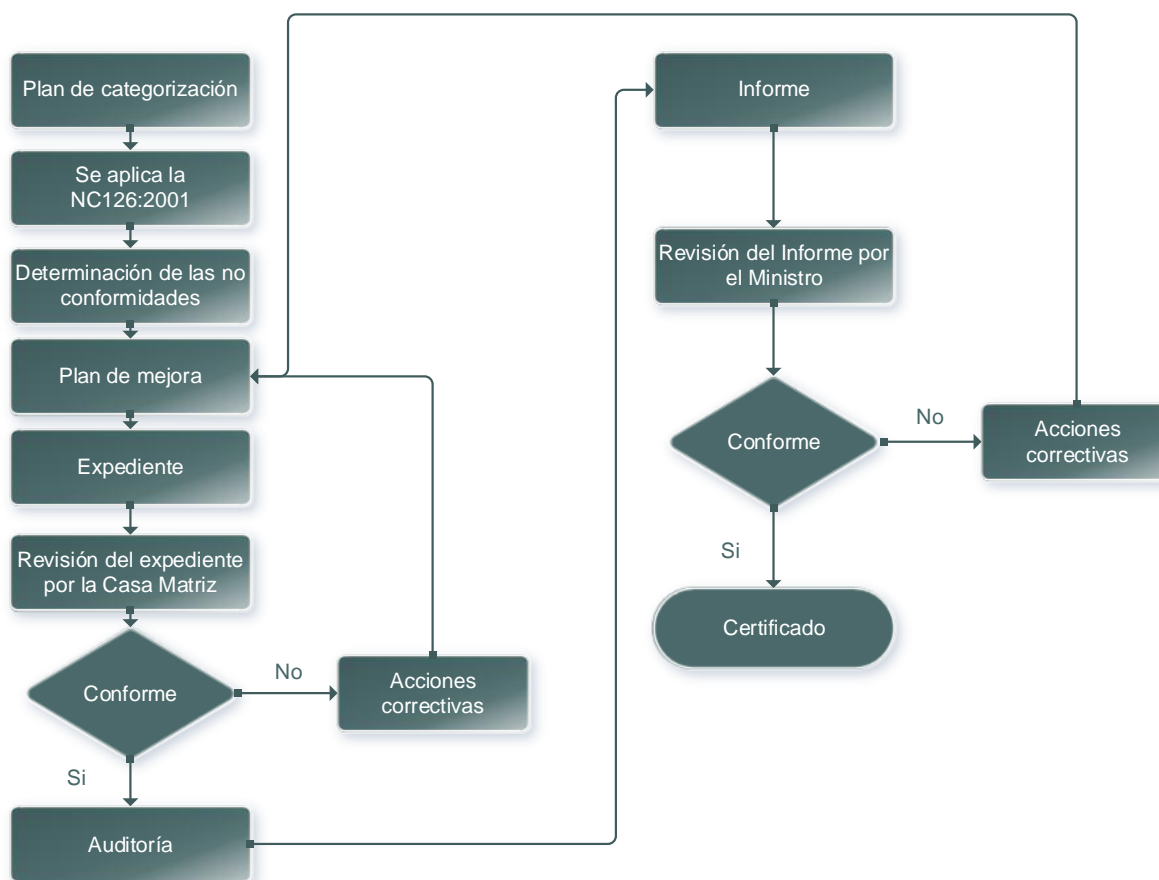 Plan de categorización
Se aplica la
NC126:2001
Determinación de las no
conformidades
Plan de mejora
Expediente
Revisión del expediente
por la Casa Matriz
Conforme
No
Acciones
correctivas
Si
Auditoría
Informe
Revisión del Informe por
el Ministro
Conforme
No
Acciones
correctivas
Si
Certificado